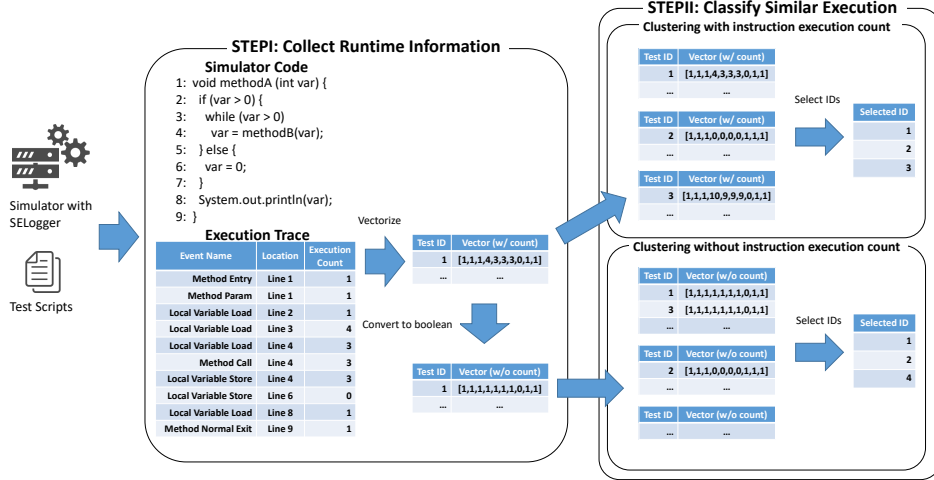 STEPI: Collect Runtime Information
Simulator Code
1: void methodA (int var) {
2: if (var > 0) {
3: while (var > 0)
4: var = methodB(var);
5: } else {
6: var = 0;
7: }
8: System.out.println(var);
9: }
Simulator with
SELogger
Test Scripts
Execution Trace
Event Name Location Execution Count
Method Entry Line 1 1
Method Param Line 1 1
Local Variable Load Line 2 1
Local Variable Load Line 3 4
Local Variable Load Line 4 3
Method Call Line 4 3
Local Variable Store Line 4 3
Local Variable Store Line 6 0
Local Variable Load Line 8 1
Method Normal Exit Line 9 1
Vectorize
Test ID Vector (w/ count)
1 [1,1,1,4,3,3,3,0,1,1]
... ...
Convert to boolean
Test ID Vector (w/o count)
1 [1,1,1,1,1,1,1,0,1,1]
... ...
STEPII: Classify Similar Execution
Clustering with instruction execution count
Test ID Vector (w/ count)
1 [1,1,1,4,3,3,3,0,1,1]
... ...
Test ID Vector (w/ count)
2 [1,1,1,0,0,0,0,1,1,1]
... ...
Test ID Vector (w/ count)
3 [1,1,1,10,9,9,9,0,1,1]
... ...
Select IDs
Selected ID
1
2
3
Clustering without instruction execution count
Test ID Vector (w/o count)
1 [1,1,1,1,1,1,1,0,1,1]
3 [1,1,1,1,1,1,1,0,1,1]
... ...
Test ID Vector (w/o count)
2 [1,1,1,0,0,0,0,1,1,1]
... ...
Test ID Vector (w/o count)
... ...
Select IDs
Selected ID
1
2
4